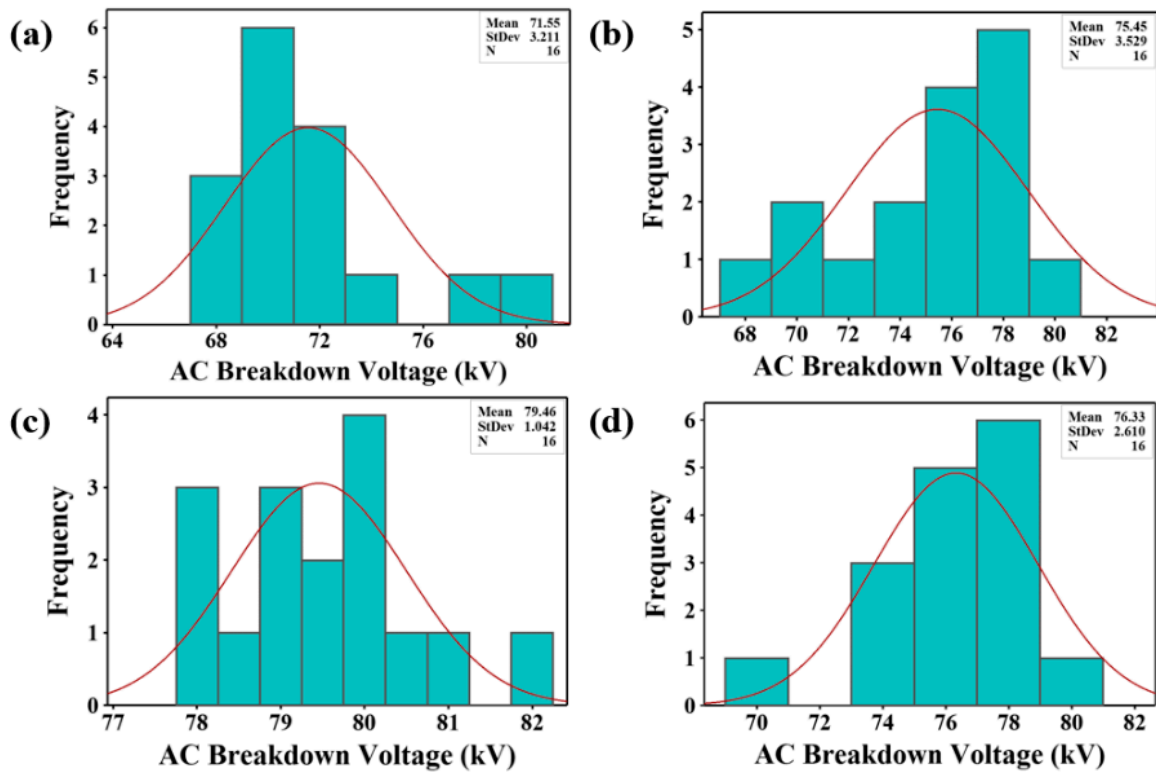 (a)
Mean 71.55
StDev 3.211
N 16
Frequency
6
5
4
3
2
1
0
64 68 72 76 80
AC Breakdown Voltage (kV)
(b)
Mean 75.45
StDev 3.529
N 16
Frequency
5
4
3
2
1
0
68 70 72 74 76 78 80 82
AC Breakdown Voltage (kV)
(c)
Mean 79.46
StDev 1.042
N 16
Frequency
4
3
2
1
0
77 78 79 80 81 82
AC Breakdown Voltage (kV)
(d)
Mean 76.33
StDev 2.610
N 16
Frequency
6
5
4
3
2
1
0
70 72 74 76 78 80 82
AC Breakdown Voltage (kV)